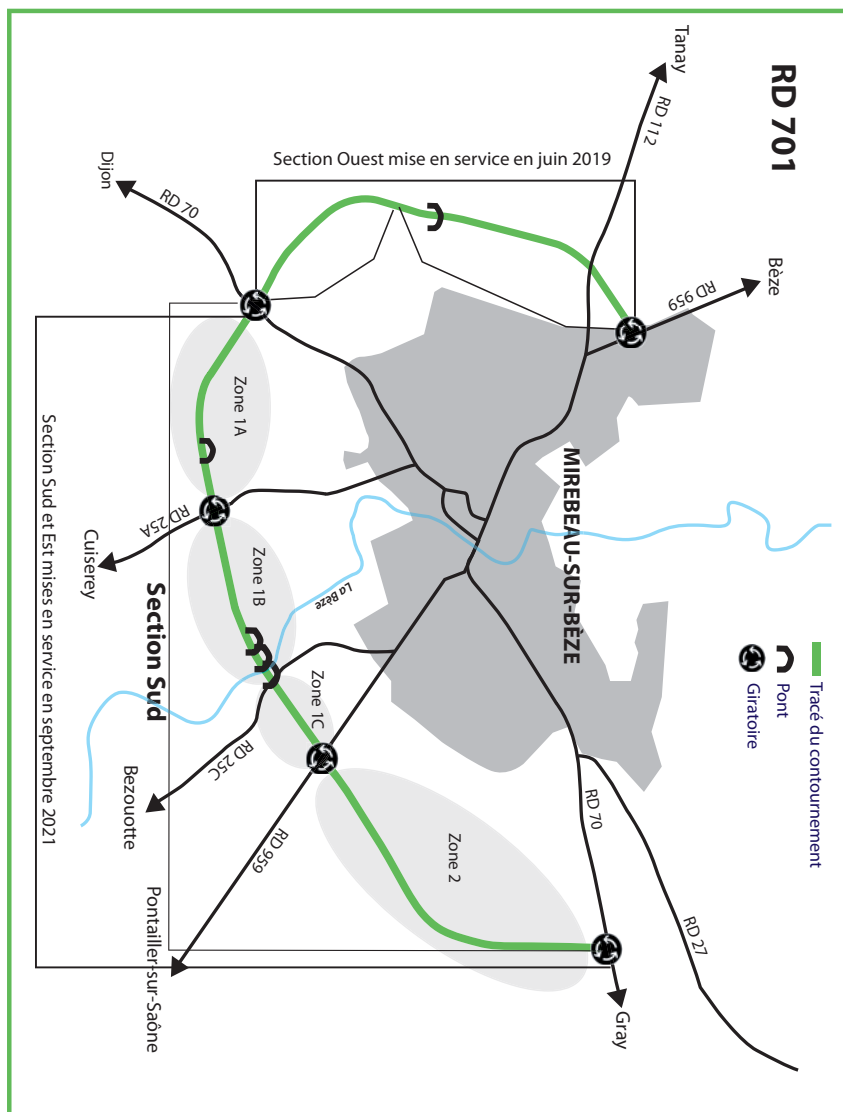 RD 701
Tanay
RD 112
Bèze
RD 959
Section Ouest mise en service en juin 2019
Dijon
RD 70
MIREBEAU-SUR-BÈZE
Tracé du contournement
Pont
Giratoire
Zone 1A
RD 25A
Cuiserey
Zone 1B
La Bèze
Section Sud
Zone 1C
RD 25C
Bezouotte
RD 959
Pontailler-sur-Saône
Zone 2
RD 70
Gray
RD 27
Section Sud et Est mises en service en septembre 2021